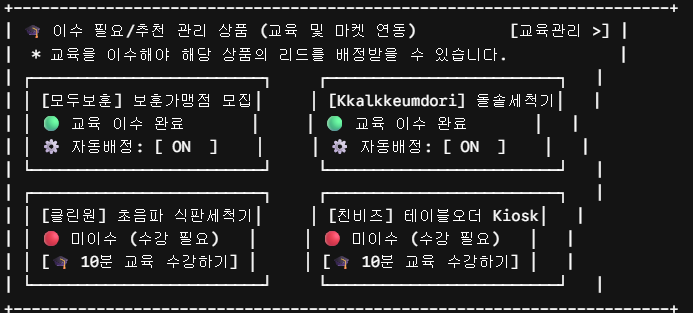 🎓 이수 필요/추천 관리 상품 (교육 및 마켓 연동) [교육관리 >]
* 교육을 이수해야 해당 상품의 리드를 배정받을 수 있습니다.
[모두보훈] 보훈가맹점 모집 [Kkalkkeumdori] 돌솥세척기
🟢 교육 이수 완료 🟢 교육 이수 완료
⚙️ 자동배정: [ ON ] ⚙️ 자동배정: [ ON ]
[클린원] 초음파 식판세척기 [친비즈] 테이블오더 Kiosk
🔴 미이수 (수강 필요) 🔴 미이수 (수강 필요)
[🎓 10분 교육 수강하기] [🎓 10분 교육 수강하기]